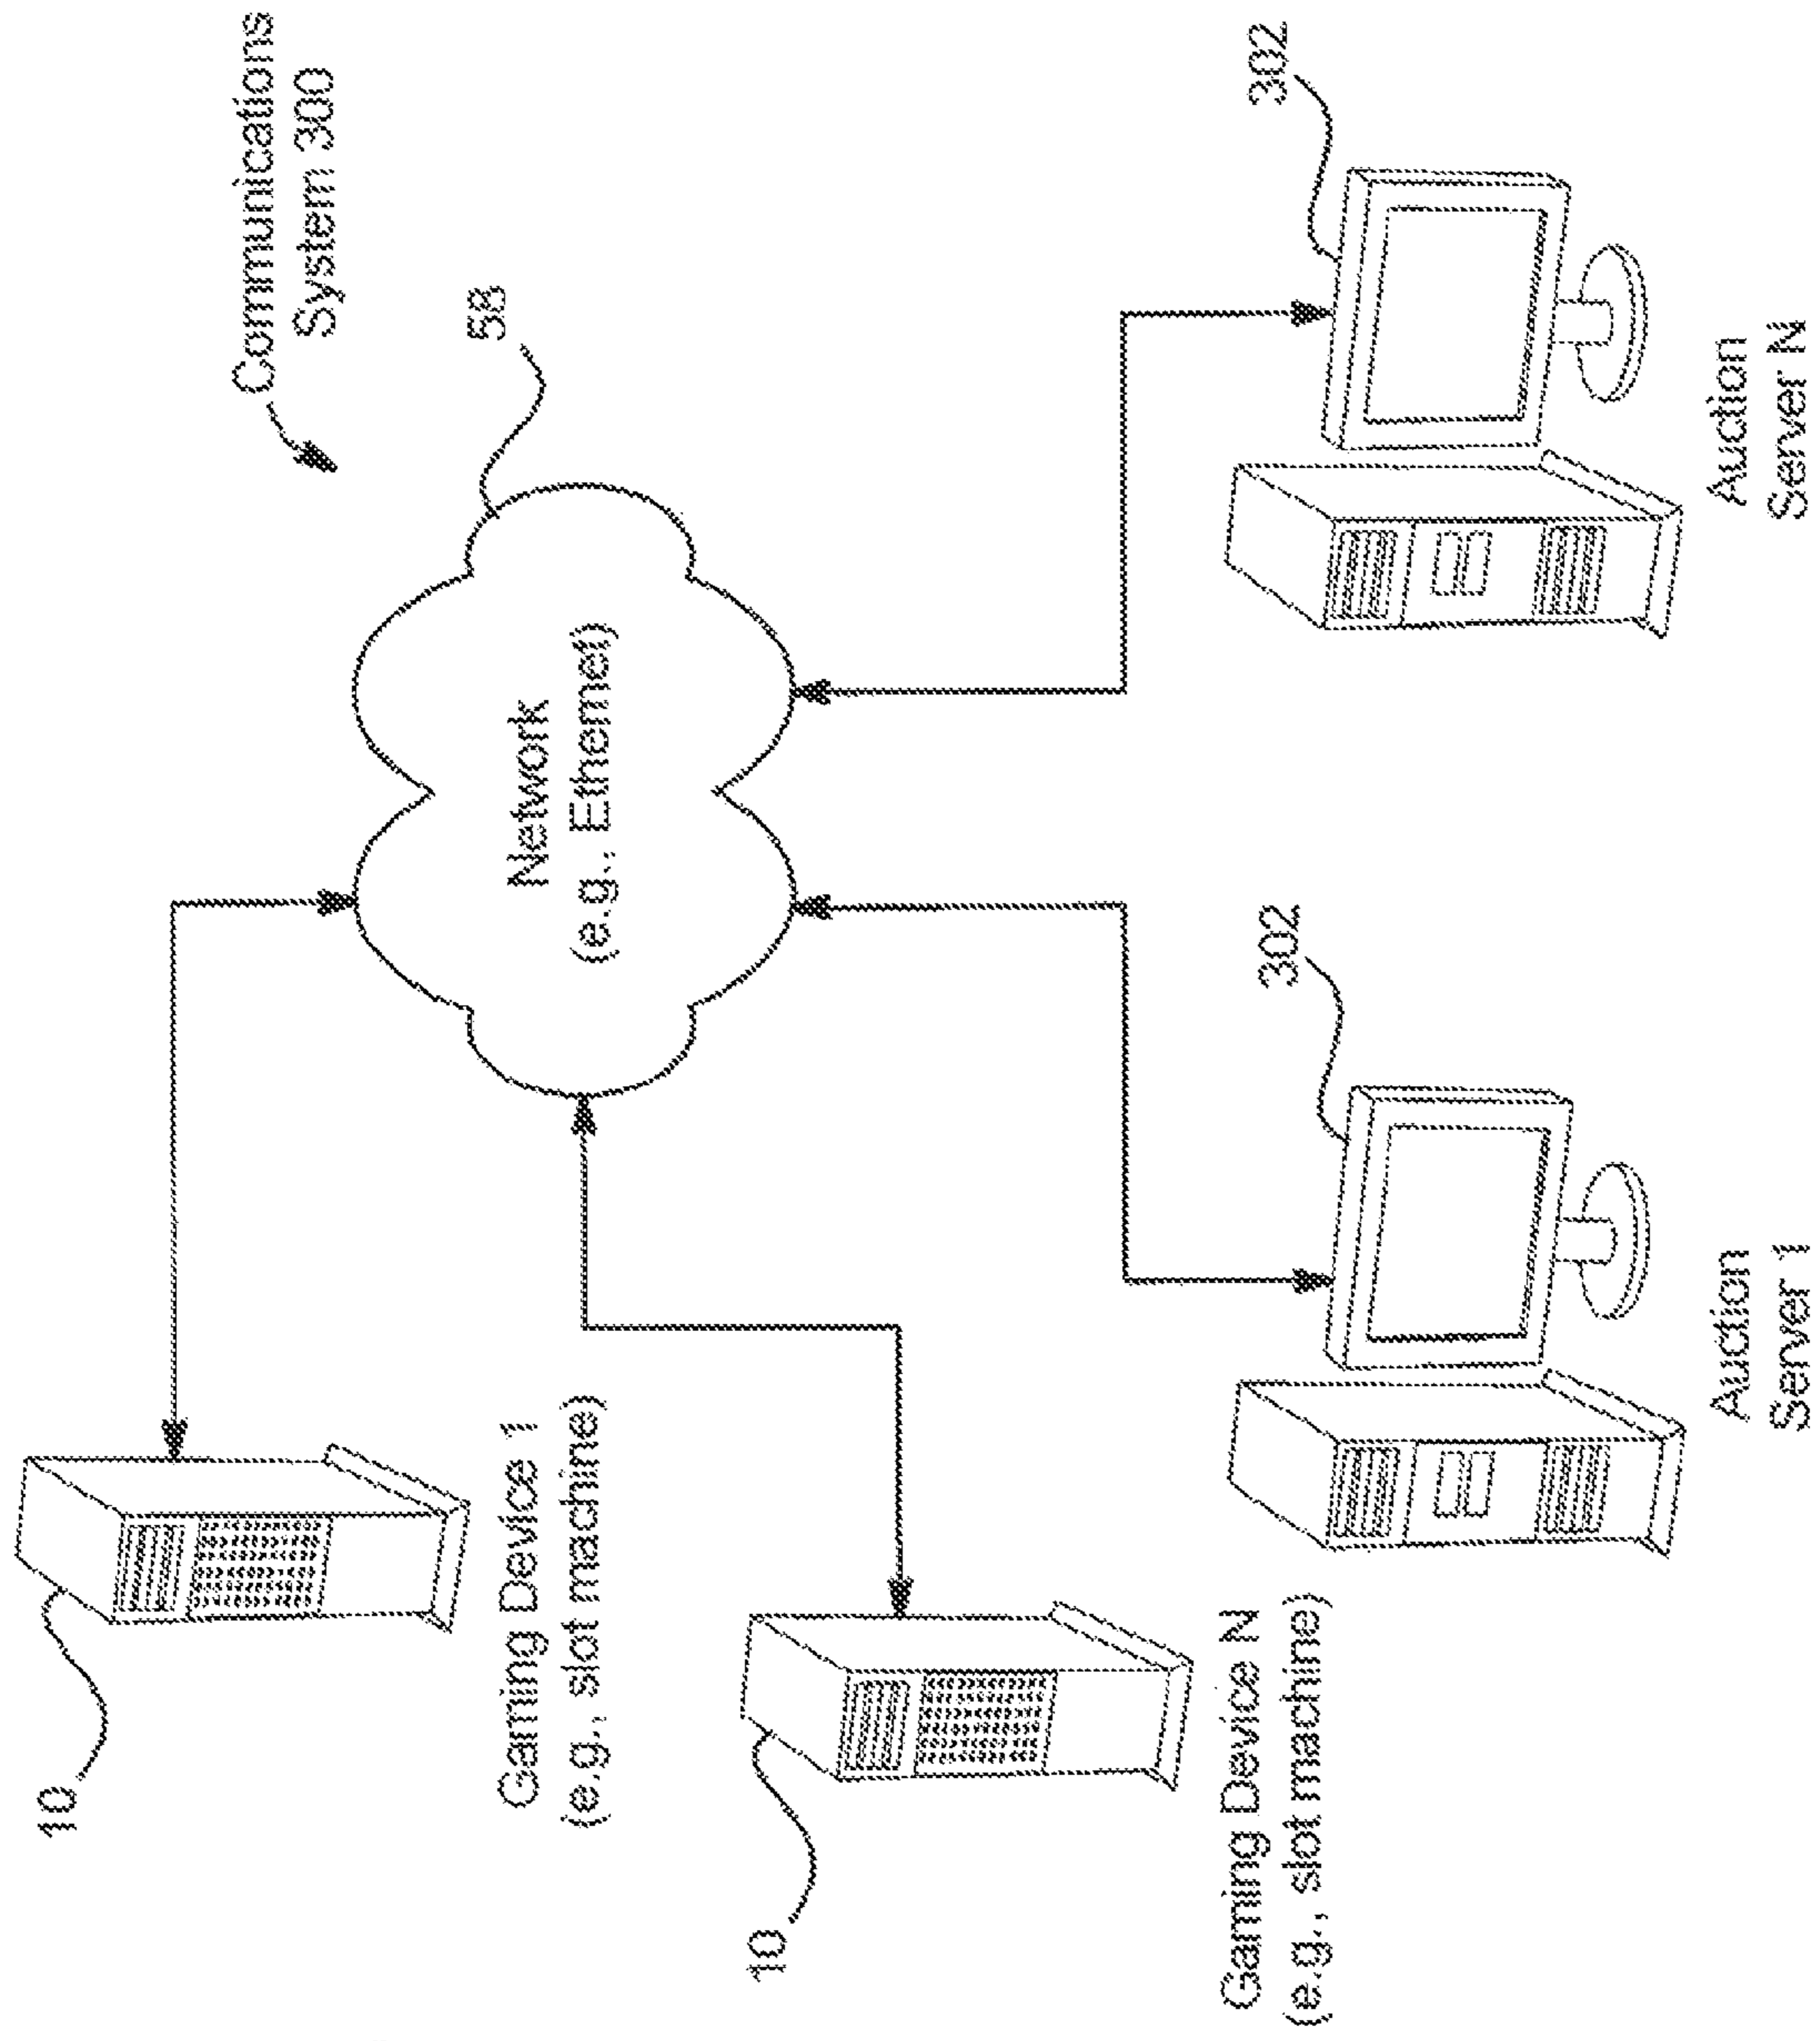 Communications
System 300
10
Gaming Device 1
(e.g., slot machine)
58
Network
(e.g., Ethernet)
10
Gaming Device N
(e.g., slot machine)
302
Auction
Server 1
302
Auction
Server N